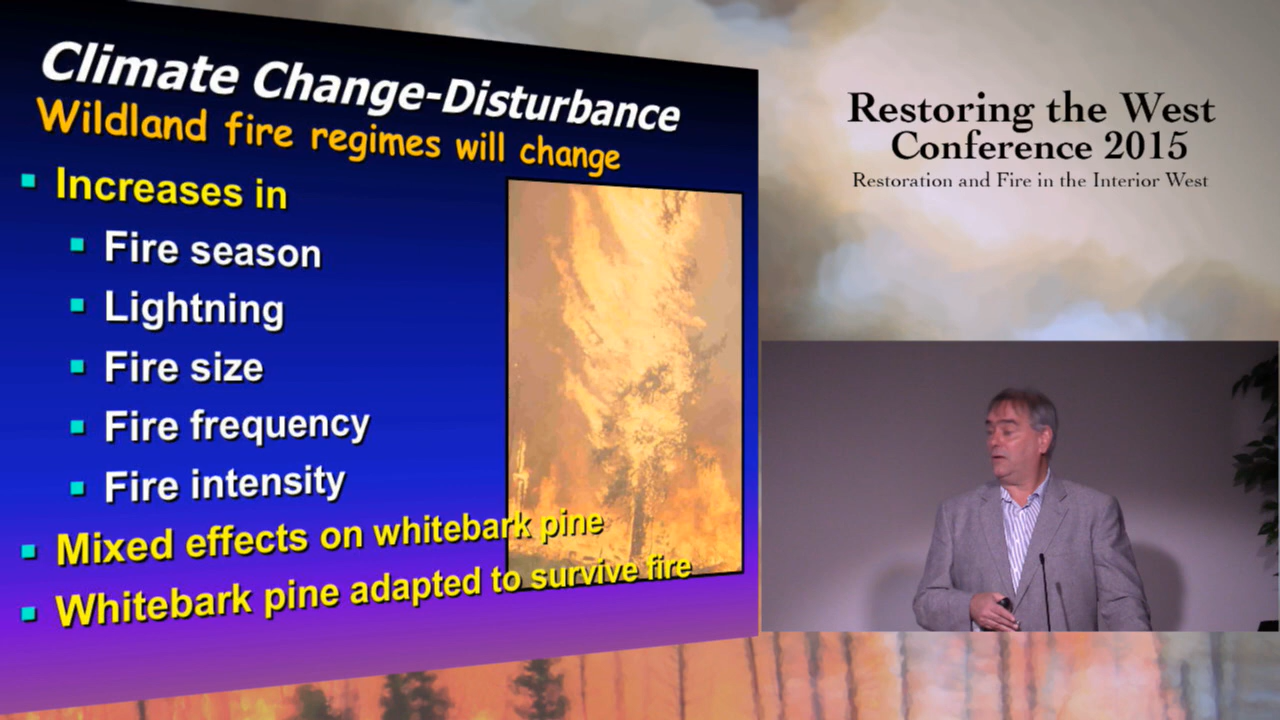 Climate Change-Disturbance
Wildland fire regimes will change
Increases in
Fire season
Lightning
Fire size
Fire frequency
Fire intensity
Mixed effects on whitebark pine
Whitebark pine adapted to survive fire
Restoring the West
Conference 2015
Restoration and Fire in the Interior West